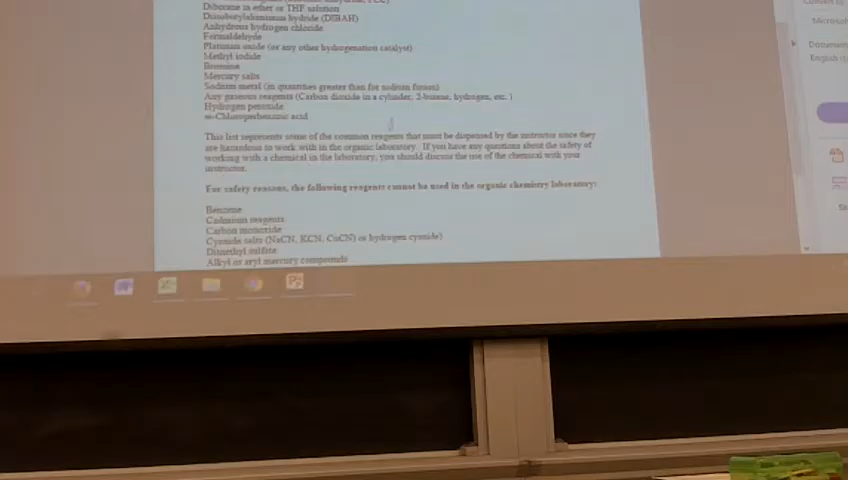 Diborane in ether or THF solution
Diisobutylaluminum hydride (DIBAH)
Anhydrous hydrogen chloride
Formaldehyde
Platinum oxide (or any other hydrogenation catalyst)
Methyl iodide
Bromine
Mercury salts
Sodium metal (in quantities greater than for sodium fusion)
Any gaseous reagents (Carbon dioxide in a cylinder, 2-butene, hydrogen, etc. )
Hydrogen peroxide
m-Chloroperbenzoic acid
This list represents some of the common reagents that must be dispensed by the instructor since they
are hazardous to work with in the organic laboratory. If you have any questions about the safety of
working with a chemical in the laboratory, you should discuss the use of the chemical with your
instructor.
For safety reasons, the following reagents cannot be used in the organic chemistry laboratory:
Benzene
Cadmium reagents
Carbon monoxide
Cyanide salts (NaCN, KCN, CuCN) or hydrogen cyanide)
Dimethyl sulfate
Alkyl or aryl mercury compounds
Convert to
Microsoft
Document
English (